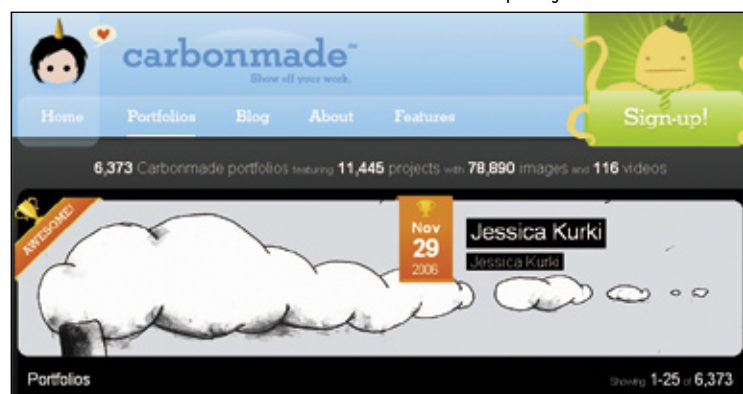 carbonmade™
Show off your work.
Home Portfolios Blog About Features Sign-up!
6,373 Carbonmade portfolios featuring 11,445 projects with 78,890 images and 116 videos
AWESOME!
Nov
29
2006
Jessica Kurki
Jessica Kurki
Portfolios Showing 1-25 of 6,373